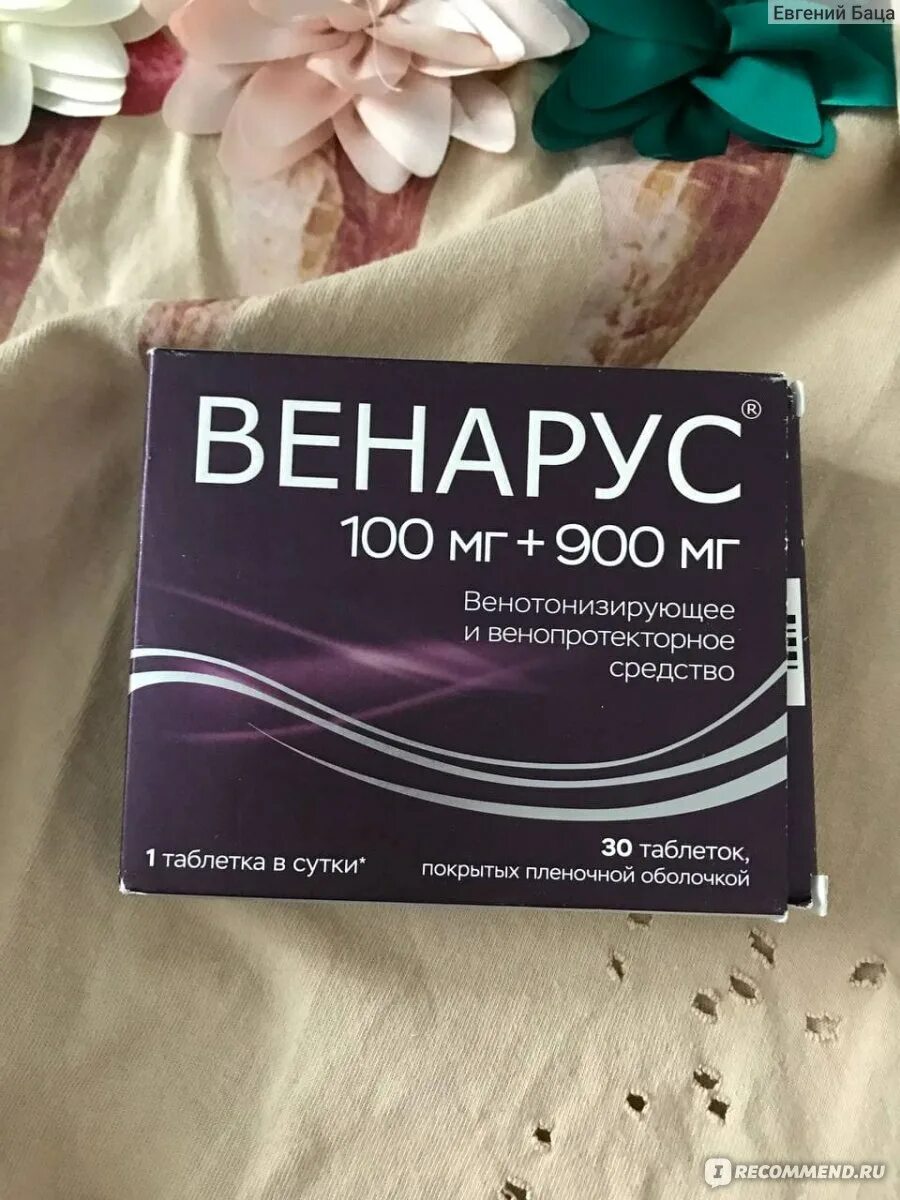 Евгений Баца
ВЕНАРУС®
100 мг + 900 мг
Венотонизирующее
и венопротекторное
средство
30 таблеток,
покрытых пленочной оболочкой
1 таблетка в сутки*
IRECOMMEND.RU